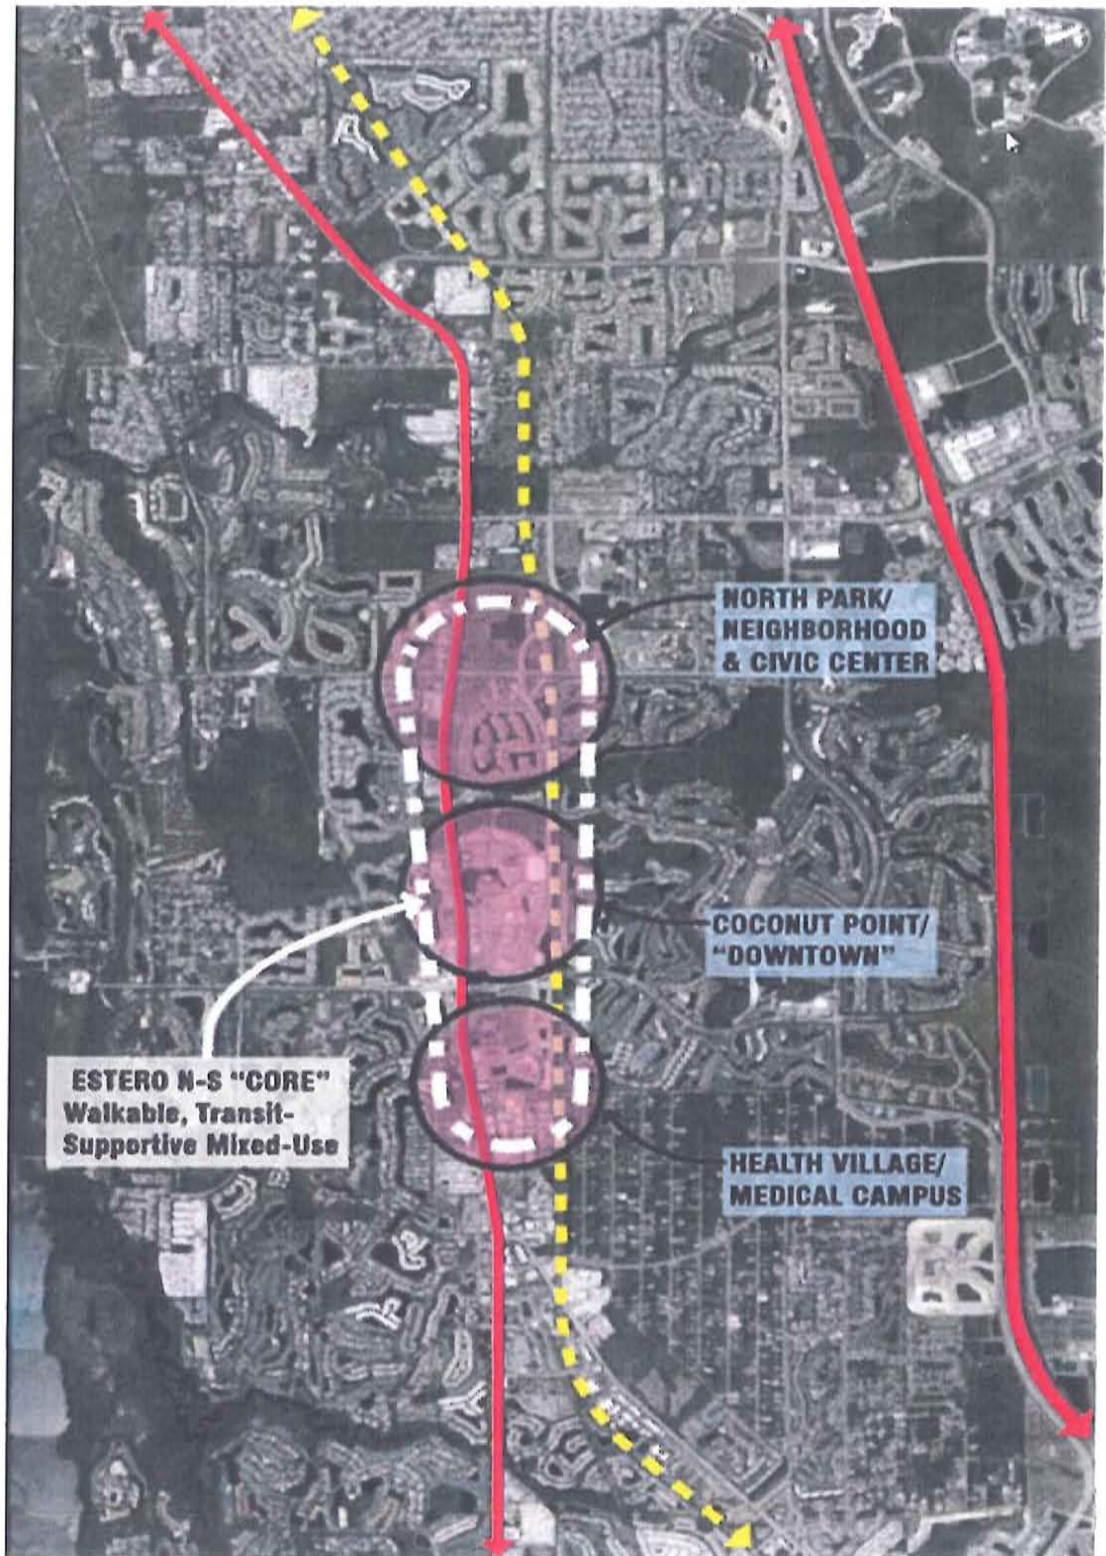 NORTH PARK/
NEIGHBORHOOD
& CIVIC CENTER
COCONUT POINT/
"DOWNTOWN"
ESTERO N-S "CORE"
Walkable, Transit-
Supportive Mixed-Use
HEALTH VILLAGE/
MEDICAL CAMPUS